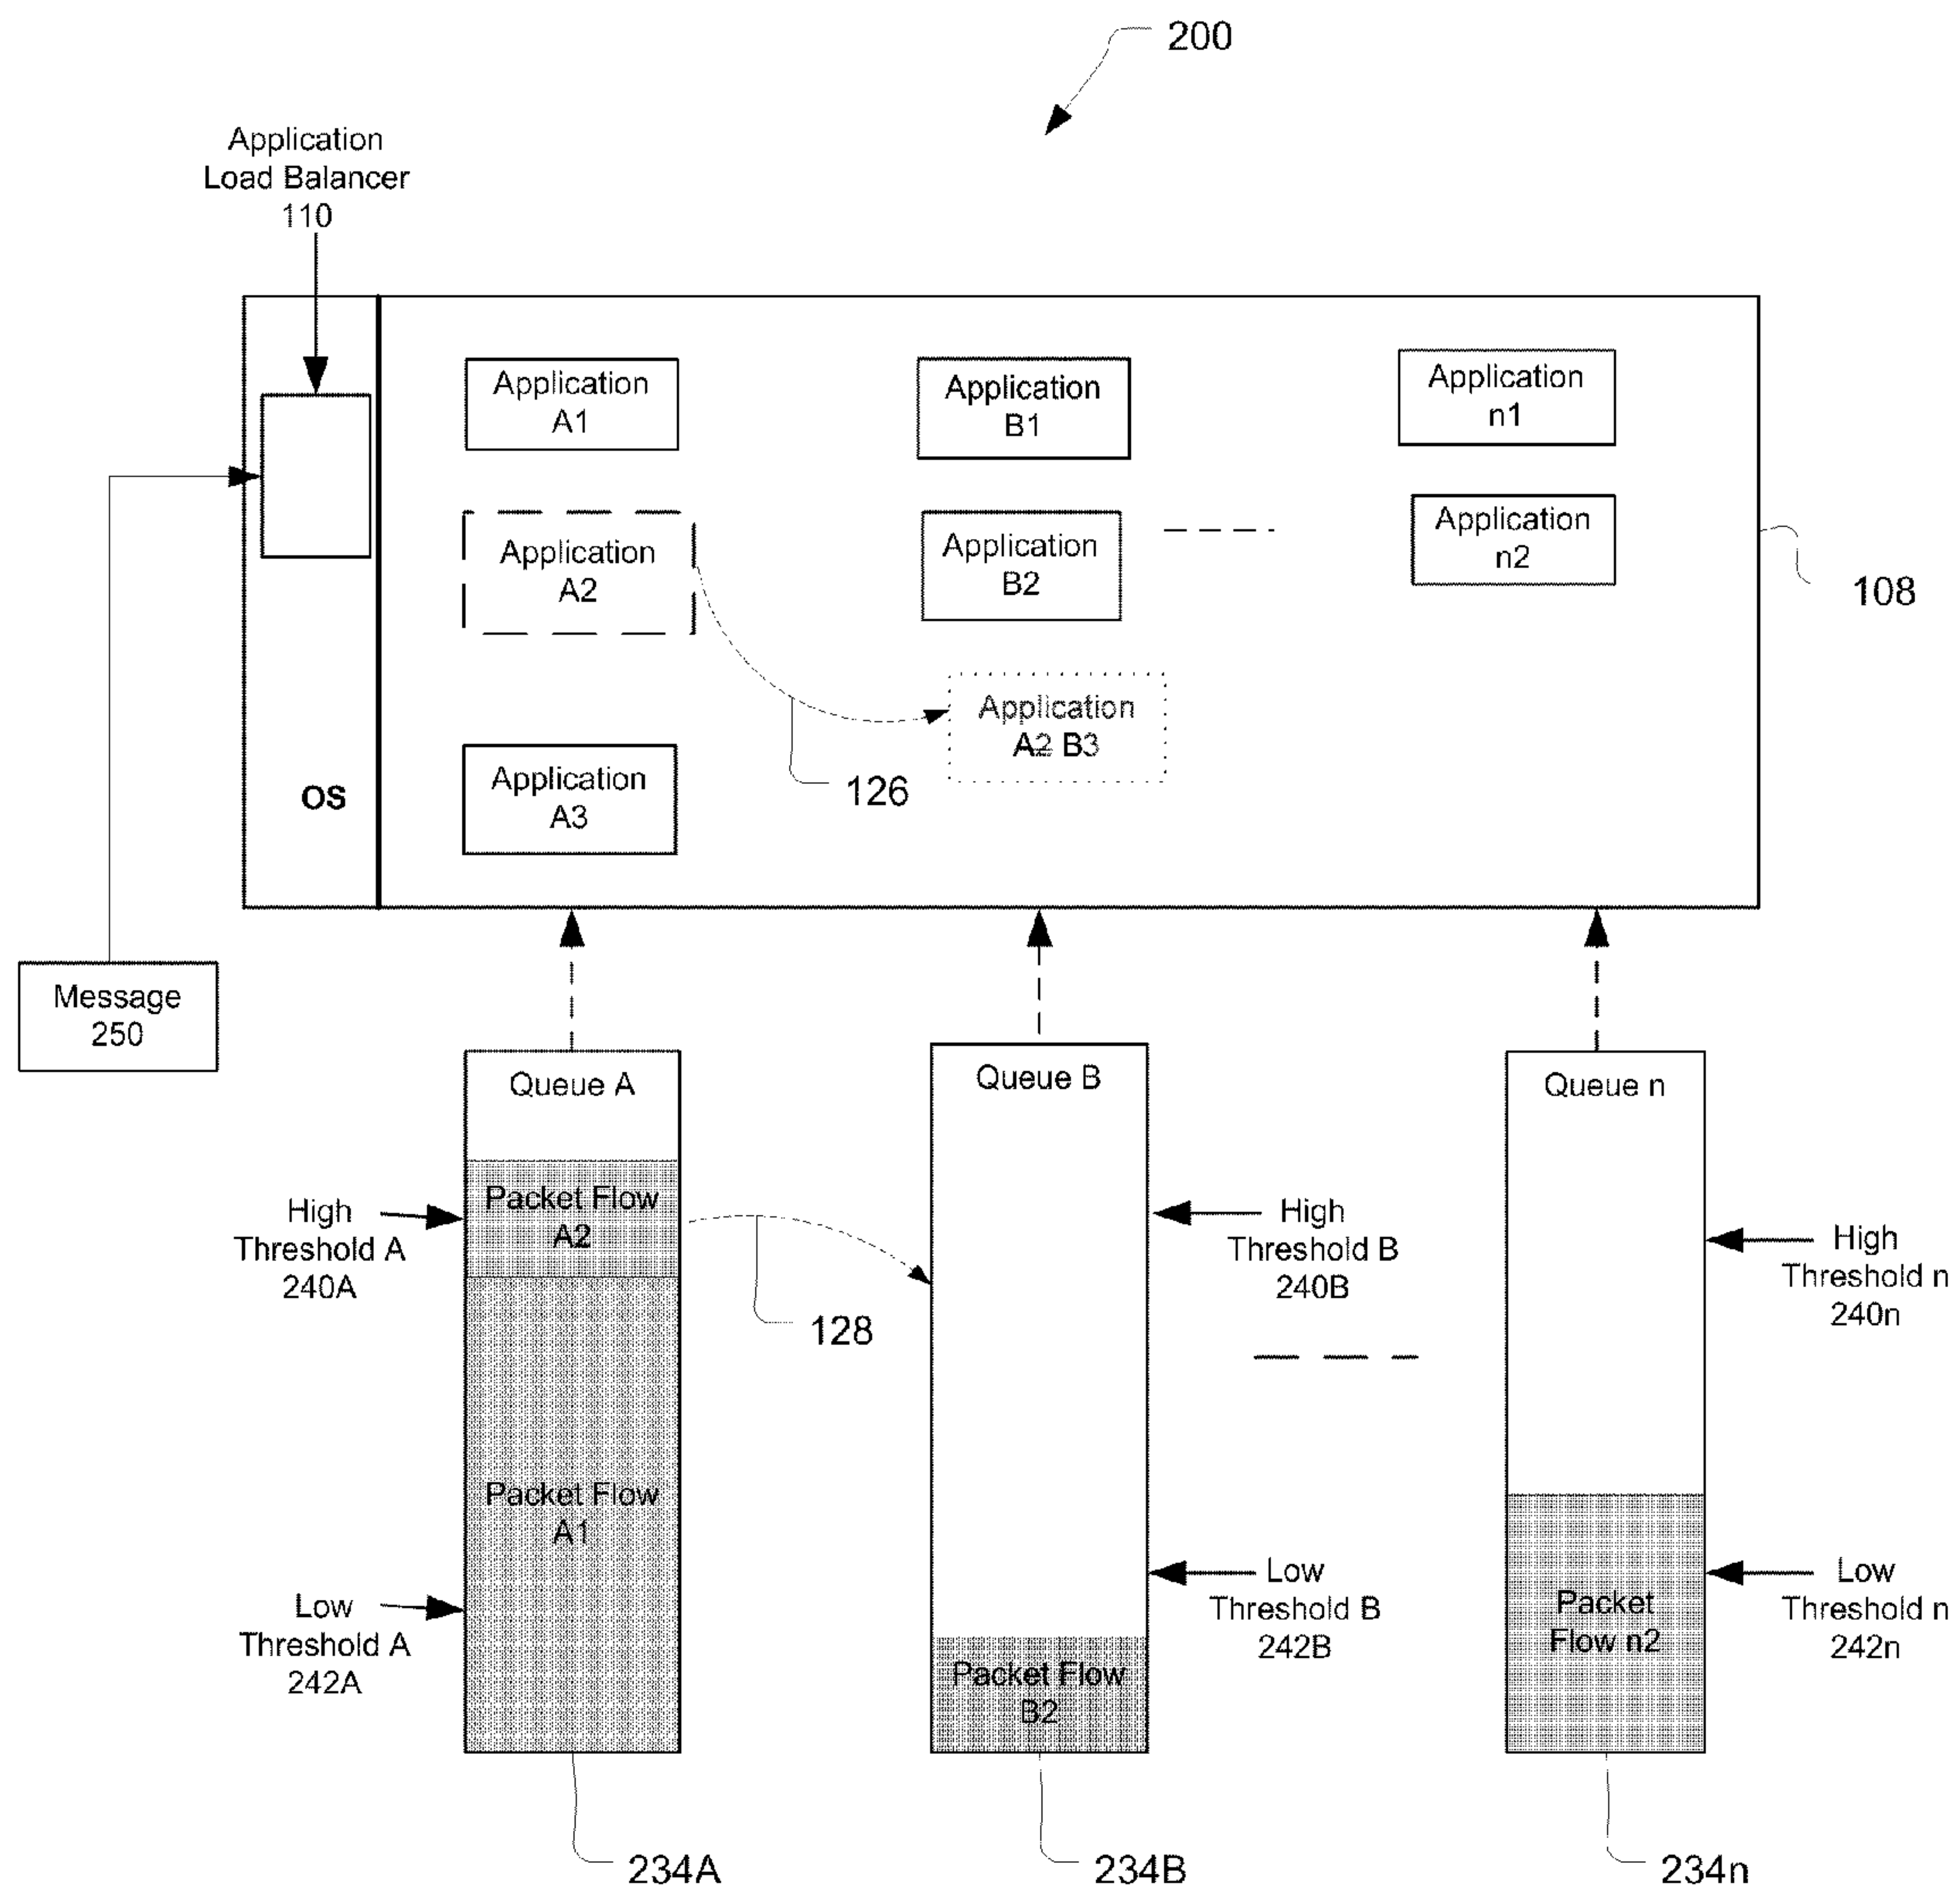 200
Application
Load Balancer
110
Application
A1
Application
B1
Application
n1
Application
A2
Application
B2
Application
n2
108
Application
A2 B3
126
Application
A3
OS
Message
250
Queue A
Queue B
Queue n
Packet Flow
A2
High
Threshold A
240A
High
Threshold B
240B
High
Threshold n
240n
128
Packet Flow
A1
Low
Threshold A
242A
Low
Threshold B
242B
Low
Threshold n
242n
Packet Flow
B2
Packet
Flow n2
234A
234B
234n